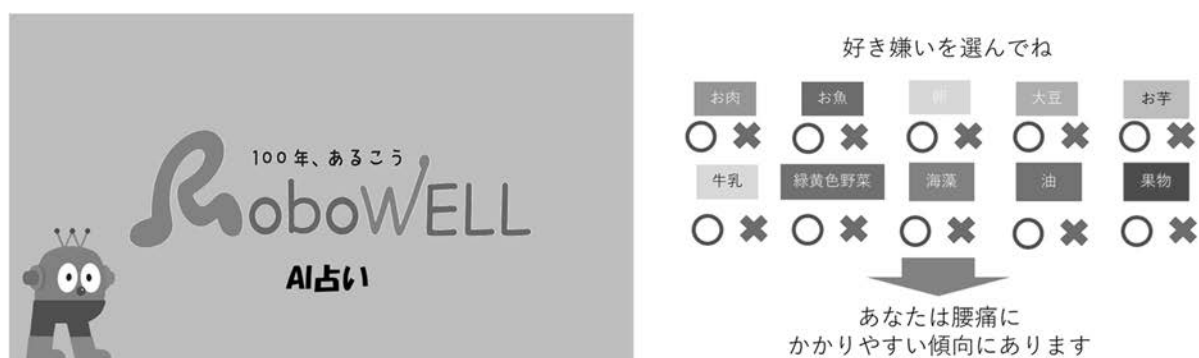 100年、あるこう
RoboWELL
AI占い
好き嫌いを選んでね
お肉 お魚 卵 大豆 お芋
牛乳 緑黄色野菜 海藻 油 果物
あなたは腰痛に
かかりやすい傾向にあります